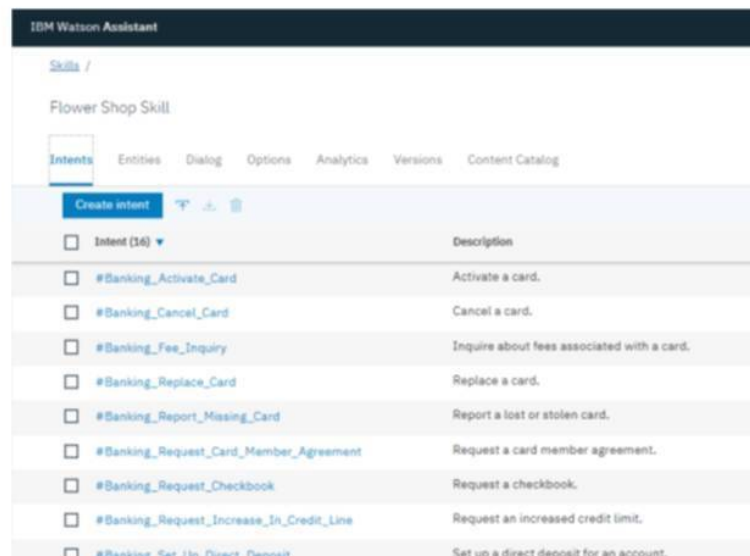 IBM Watson Assistant
Skills /
Flower Shop Skill
Intents Entities Dialog Options Analytics Versions Content Catalog
Create intent
Intent (16) ▼ Description
#Banking_Activate_Card Activate a card.
#Banking_Cancel_Card Cancel a card.
#Banking_Fee_Inquiry Inquire about fees associated with a card.
#Banking_Replace_Card Replace a card.
#Banking_Report_Missing_Card Report a lost or stolen card.
#Banking_Request_Card_Member_Agreement Request a card member agreement.
#Banking_Request_Checkbook Request a checkbook.
#Banking_Request_Increase_In_Credit_Line Request an increased credit limit.
#Banking_Set_Up_Direct_Deposit Set up a direct deposit for an account.